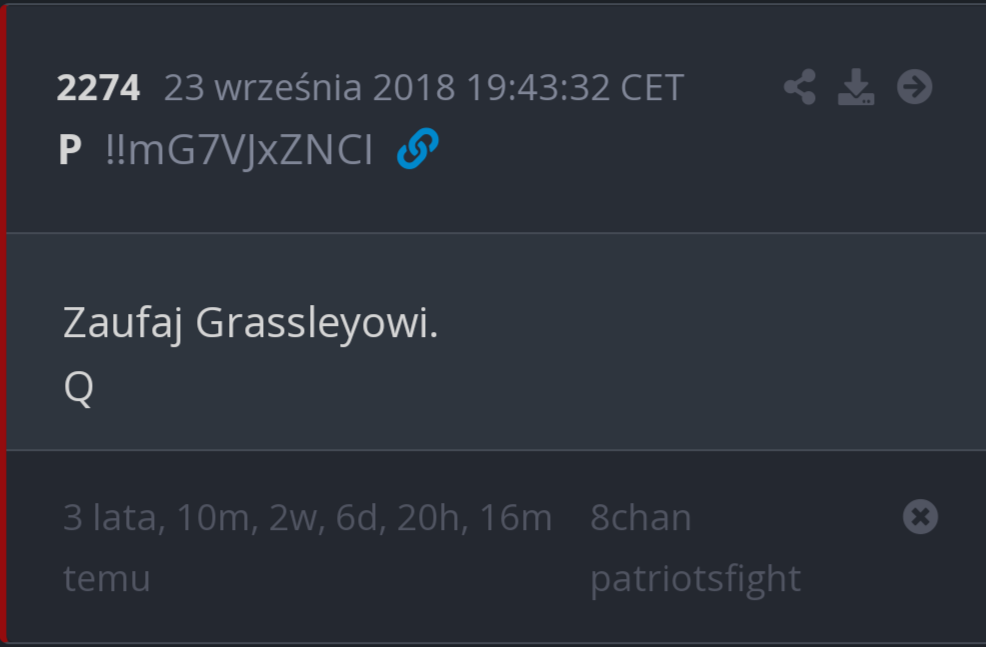 2274 23 września 2018 19:43:32 CET
P !!mG7VJxZNCI
Zaufaj Grassleyowi.
Q
3 lata, 10m, 2w, 6d, 20h, 16m temu
8chan patriotsfight